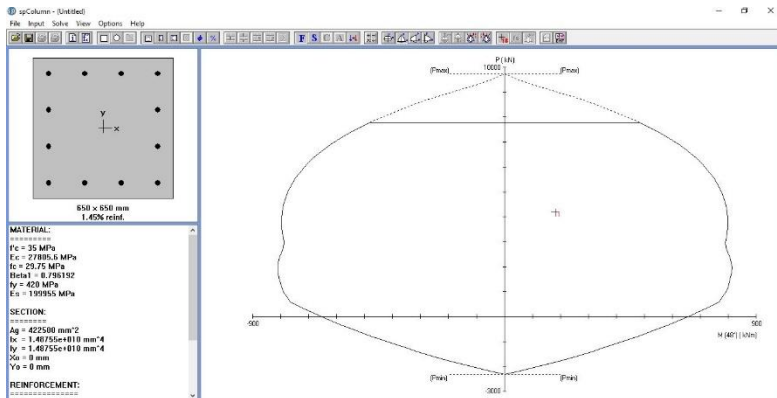 spColumn - (Untitled)
File Input Solve View Options Help
y
x
650 x 650 mm
1.45% reinf.
MATERIAL:
=========
f'c = 35 MPa
Ec = 27805.6 MPa
fc = 29.75 MPa
Beta1 = 0.796192
fy = 420 MPa
Es = 199955 MPa
SECTION:
========
Ag = 422500 mm^2
Ix = 1.48755e+010 mm^4
Iy = 1.48755e+010 mm^4
Xo = 0 mm
Yo = 0 mm
REINFORCEMENT:
==============
P ( kN)
10000
(Pmax)
(Pmax)
1
-900
900
M (48°) ( kNm)
(Pmin)
(Pmin)
-3000